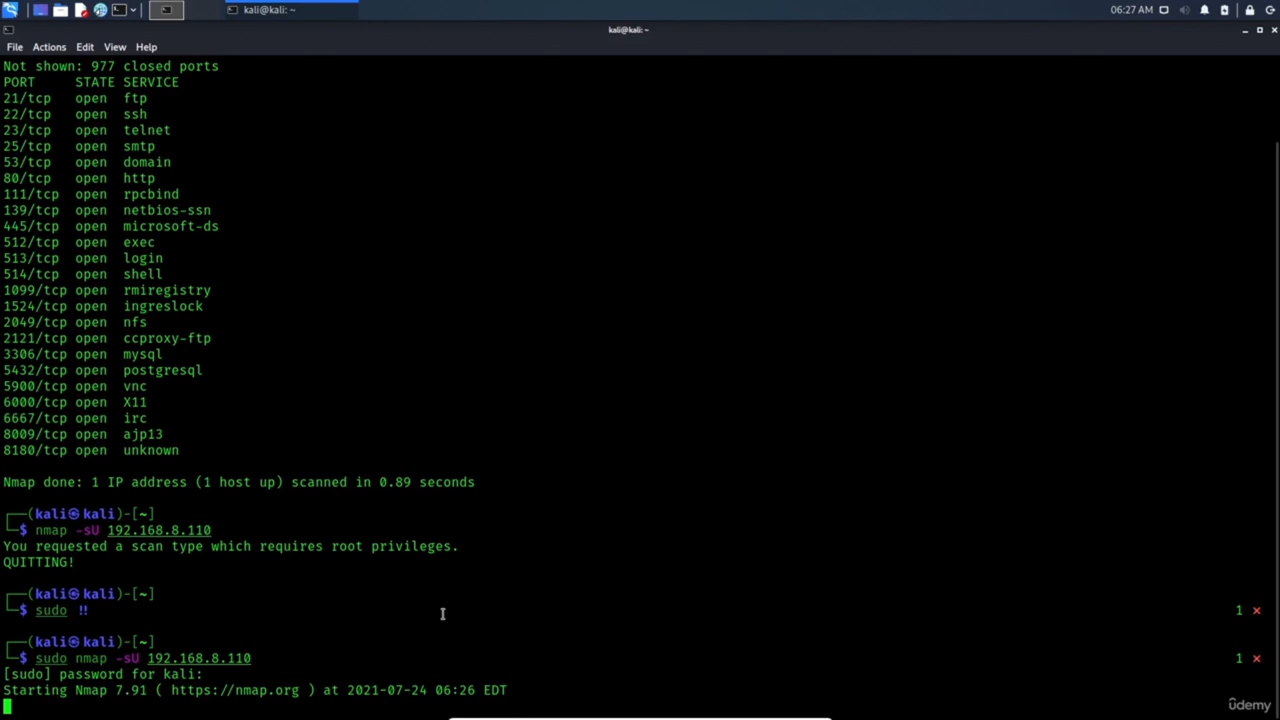 kali@kali: ~
06:27 AM
kali@kali: ~
File Actions Edit View Help
Not shown: 977 closed ports
PORT STATE SERVICE
21/tcp open ftp
22/tcp open ssh
23/tcp open telnet
25/tcp open smtp
53/tcp open domain
80/tcp open http
111/tcp open rpcbind
139/tcp open netbios-ssn
445/tcp open microsoft-ds
512/tcp open exec
513/tcp open login
514/tcp open shell
1099/tcp open rmiregistry
1524/tcp open ingreslock
2049/tcp open nfs
2121/tcp open ccproxy-ftp
3306/tcp open mysql
5432/tcp open postgresql
5900/tcp open vnc
6000/tcp open X11
6667/tcp open irc
8009/tcp open ajp13
8180/tcp open unknown
Nmap done: 1 IP address (1 host up) scanned in 0.89 seconds
┌──(kali㉿kali)-[~]
└─$ nmap -sU 192.168.8.110
You requested a scan type which requires root privileges.
QUITTING!
┌──(kali㉿kali)-[~]
└─$ sudo !! 1 ⨯
┌──(kali㉿kali)-[~]
└─$ sudo nmap -sU 192.168.8.110 1 ⨯
[sudo] password for kali:
Starting Nmap 7.91 ( https://nmap.org ) at 2021-07-24 06:26 EDT
ûdemy